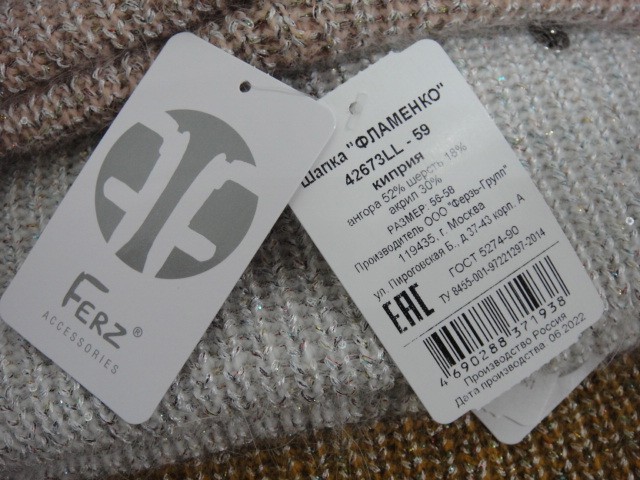 FERZ ®
ACCESSORIES
Шапка "ФЛАМЕНКО"
42673LL - 59
киприя
ангора 52% шерсть 18%
акрил 30%
РАЗМЕР: 56-58
Производитель ООО "Ферзь-Групп"
119435, г. Москва
ул. Пироговская Б., д.37-43 корп. А
ГОСТ 5274-90
ТУ 8455-001-97221297-2014
EAC
4 690288 371938
Производство Россия
Дата производства: 06 2022